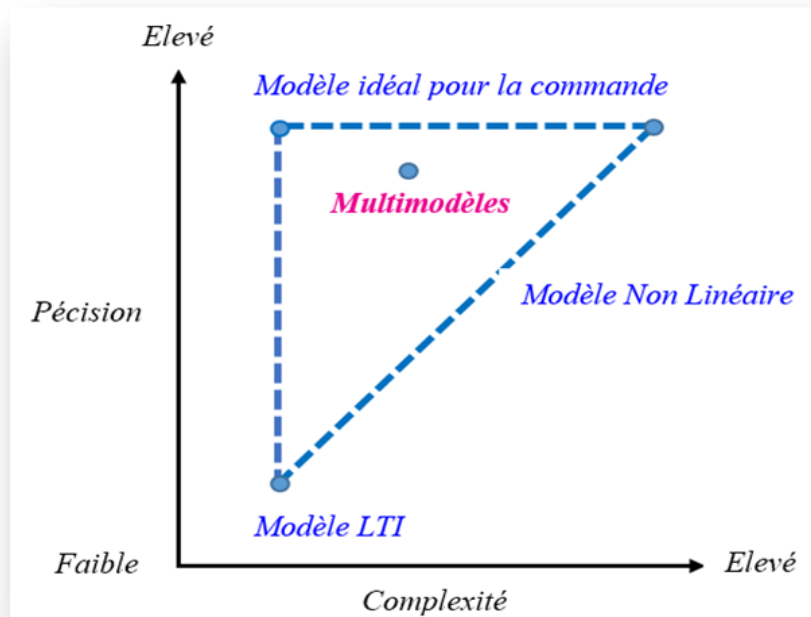 Elevé
Modèle idéal pour la commande
Multimodèles
Modèle Non Linéaire
Pécision
Modèle LTI
Faible
Elevé
Complexité